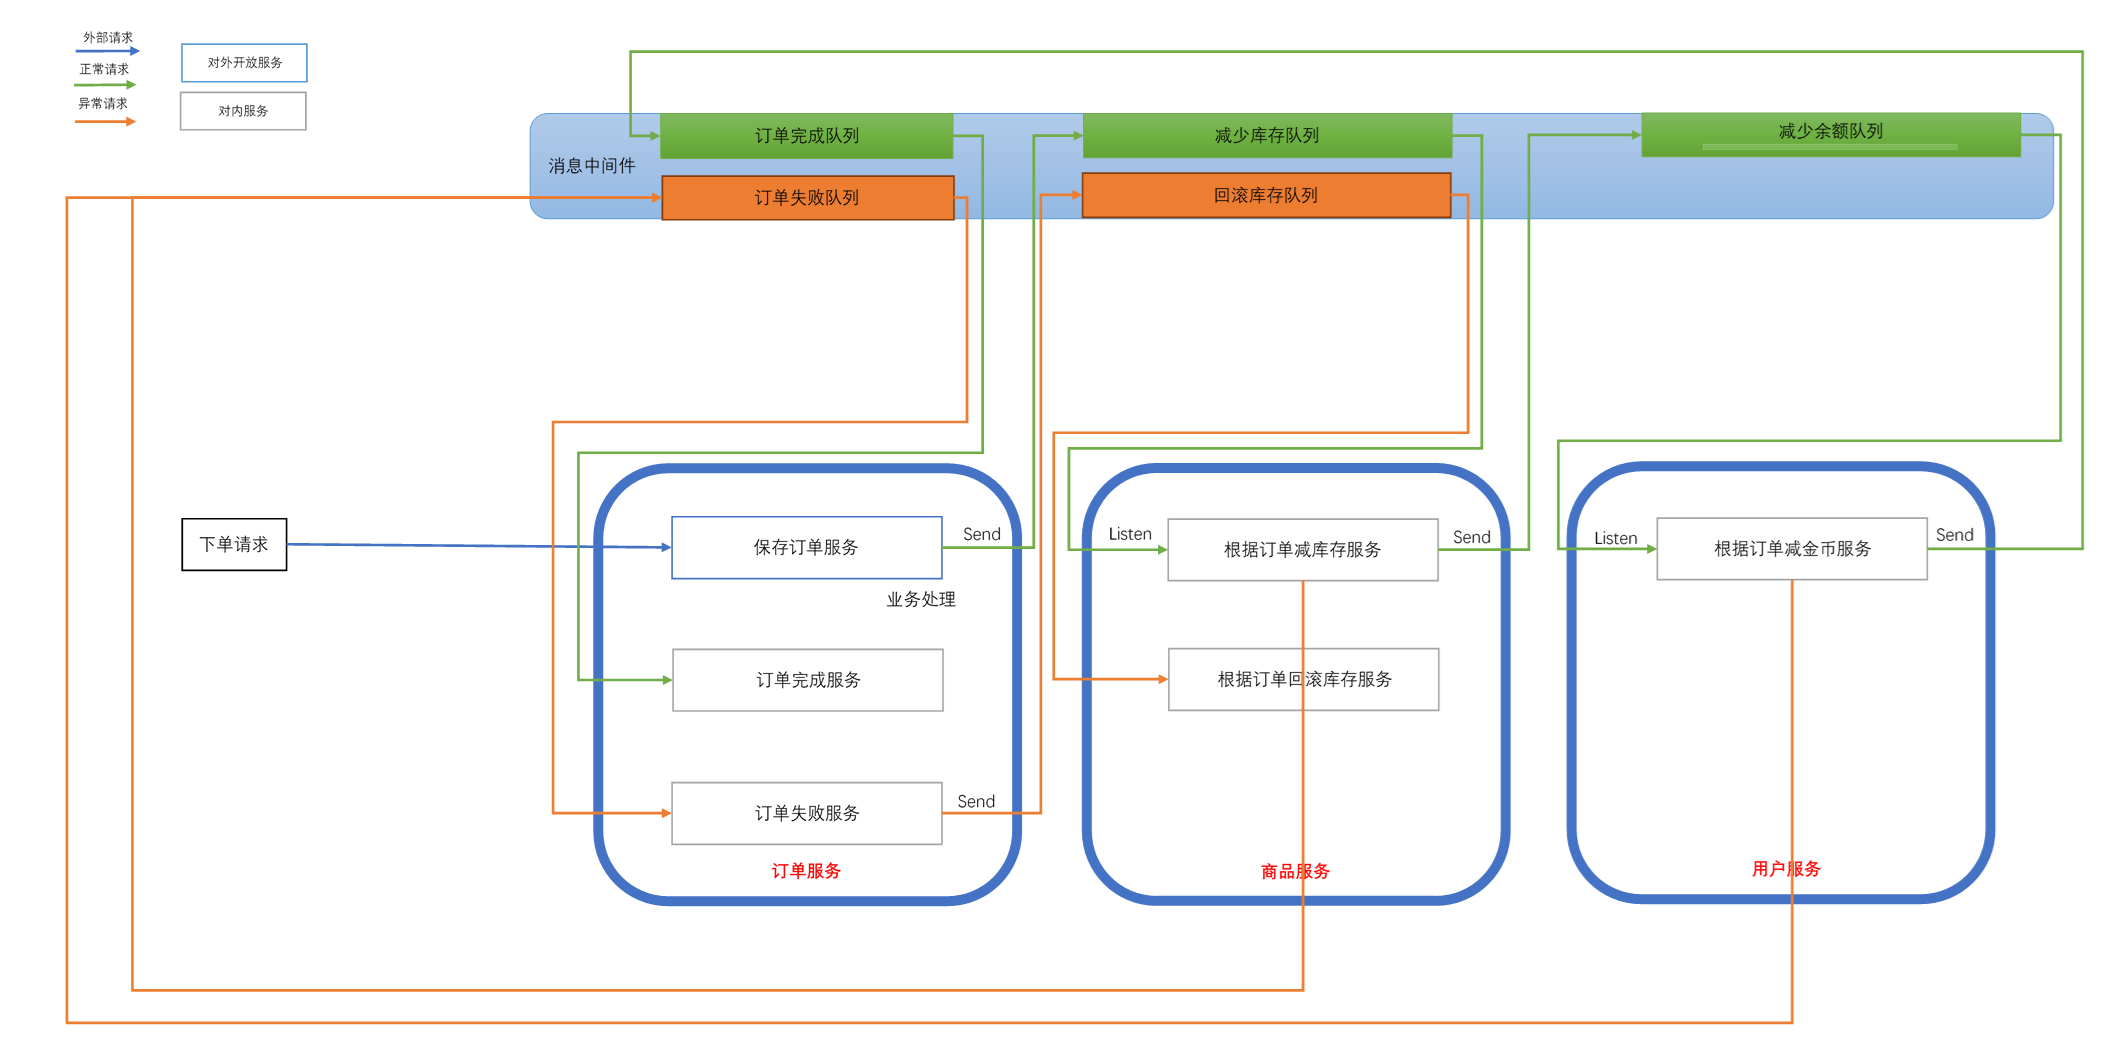 外部请求
正常请求
异常请求
对外开放服务
对内服务
消息中间件
订单完成队列
减少库存队列
减少余额队列
订单失败队列
回滚库存队列
下单请求
保存订单服务
Send
业务处理
订单完成服务
订单失败服务
Send
订单服务
Listen
根据订单减库存服务
Send
根据订单回滚库存服务
商品服务
Listen
根据订单减金币服务
Send
用户服务